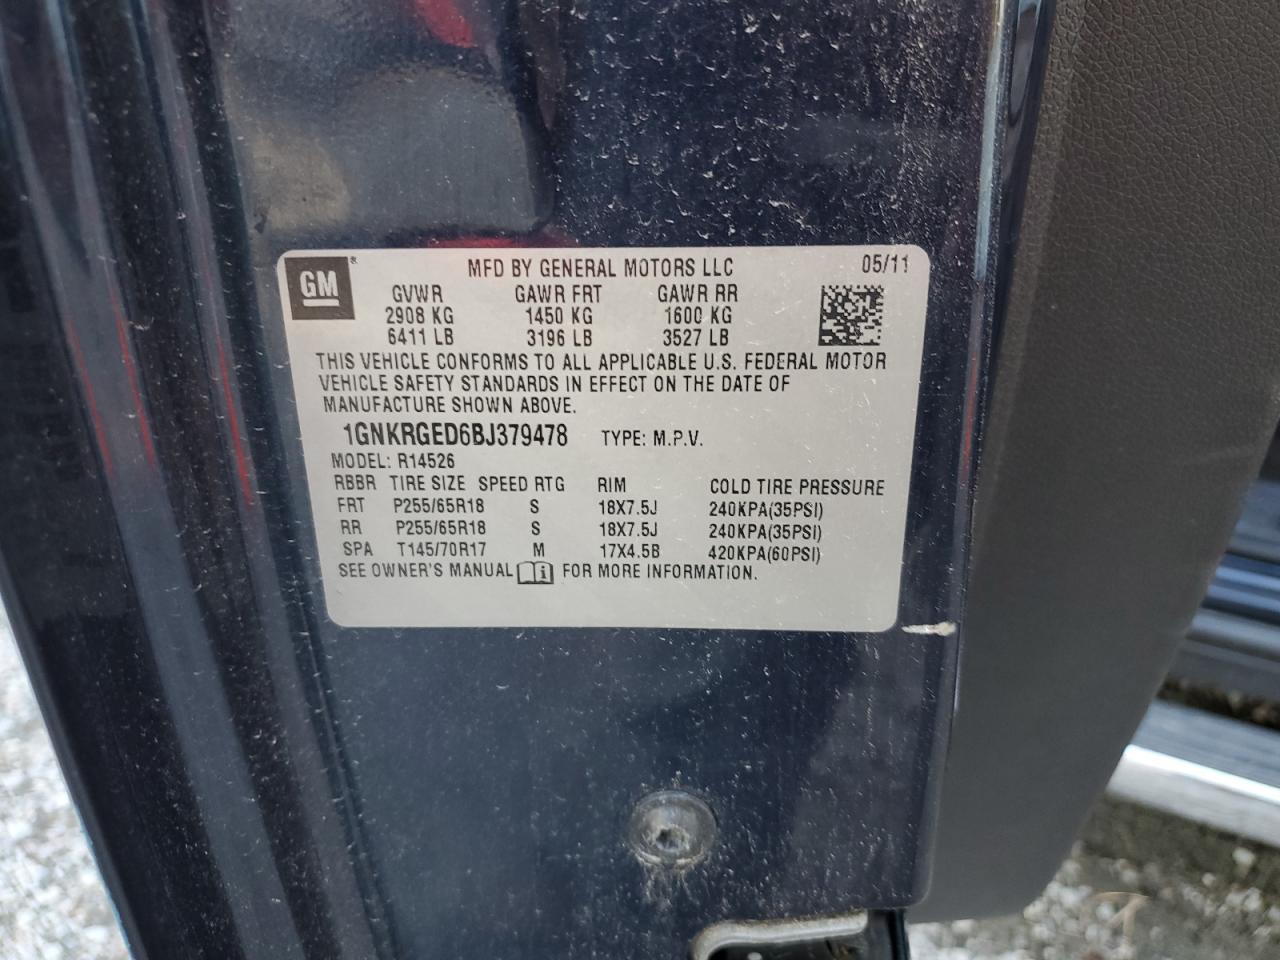 GM®
MFD BY GENERAL MOTORS LLC 05/11
GVWR GAWR FRT GAWR RR
2908 KG 1450 KG 1600 KG
6411 LB 3196 LB 3527 LB
THIS VEHICLE CONFORMS TO ALL APPLICABLE U.S. FEDERAL MOTOR
VEHICLE SAFETY STANDARDS IN EFFECT ON THE DATE OF
MANUFACTURE SHOWN ABOVE.
1GNKRGED6BJ379478 TYPE: M.P.V.
MODEL: R14526
RBBR TIRE SIZE SPEED RTG RIM COLD TIRE PRESSURE
FRT P255/65R18 S 18X7.5J 240KPA(35PSI)
RR P255/65R18 S 18X7.5J 240KPA(35PSI)
SPA T145/70R17 M 17X4.5B 420KPA(60PSI)
SEE OWNER'S MANUAL i FOR MORE INFORMATION.